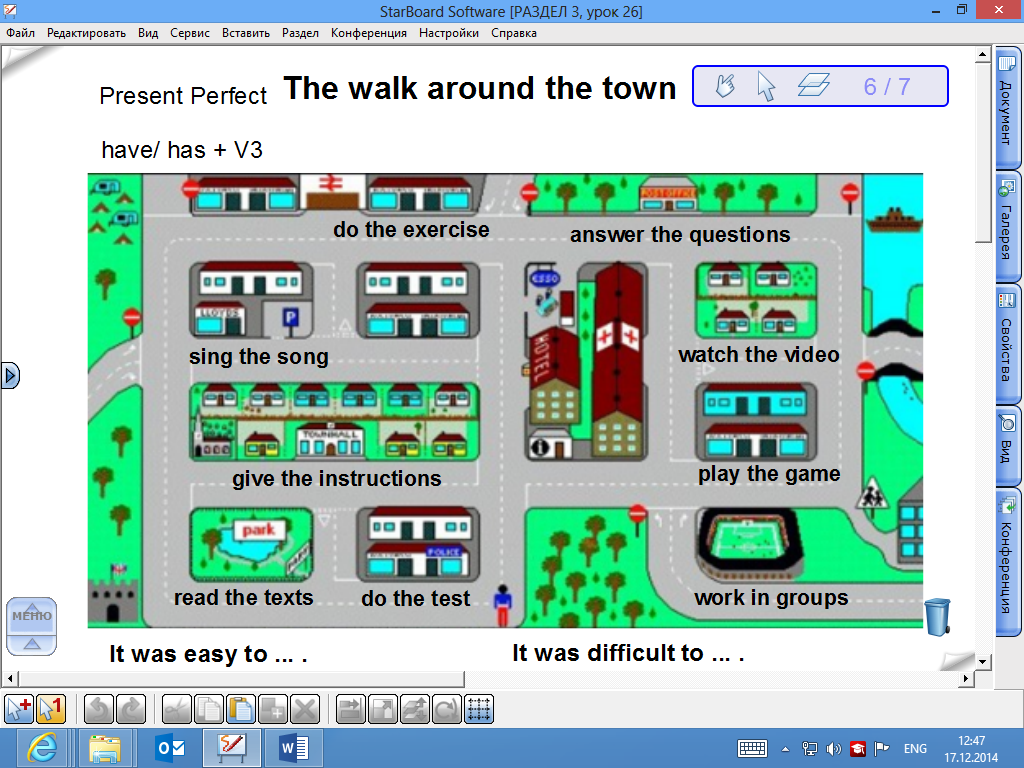 StarBoard Software [РАЗДЕЛ 3, урок 26]
Файл Редактировать Вид Сервис Вставить Раздел Конференция Настройки Справка
Present Perfect The walk around the town
6 / 7
have/ has + V3
POST OFFICE
do the exercise
answer the questions
ESSO
LLOYDS
P
HOTEL
sing the song
watch the video
TOWNHALL
i
give the instructions
play the game
park
POLICE
read the texts
do the test
work in groups
It was easy to ... .
It was difficult to ... .
МЕНЮ
Документ
Галерея
Свойства
Вид
Конференция
1
ENG
12:47
17.12.2014